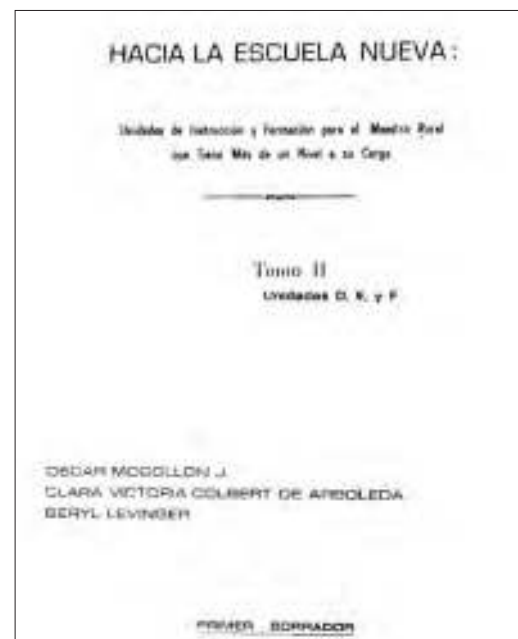 HACIA LA ESCUELA NUEVA:
Unidades de Instrucción y Formación para el Maestro Rural
que Tiene Más de un Nivel a su Cargo
Tomo II
Unidades D, E, y F
OSCAR MOGOLLON J.
CLARA VICTORIA COLBERT DE ARBOLEDA
BERYL LEVINGER
PRIMER BORRADOR